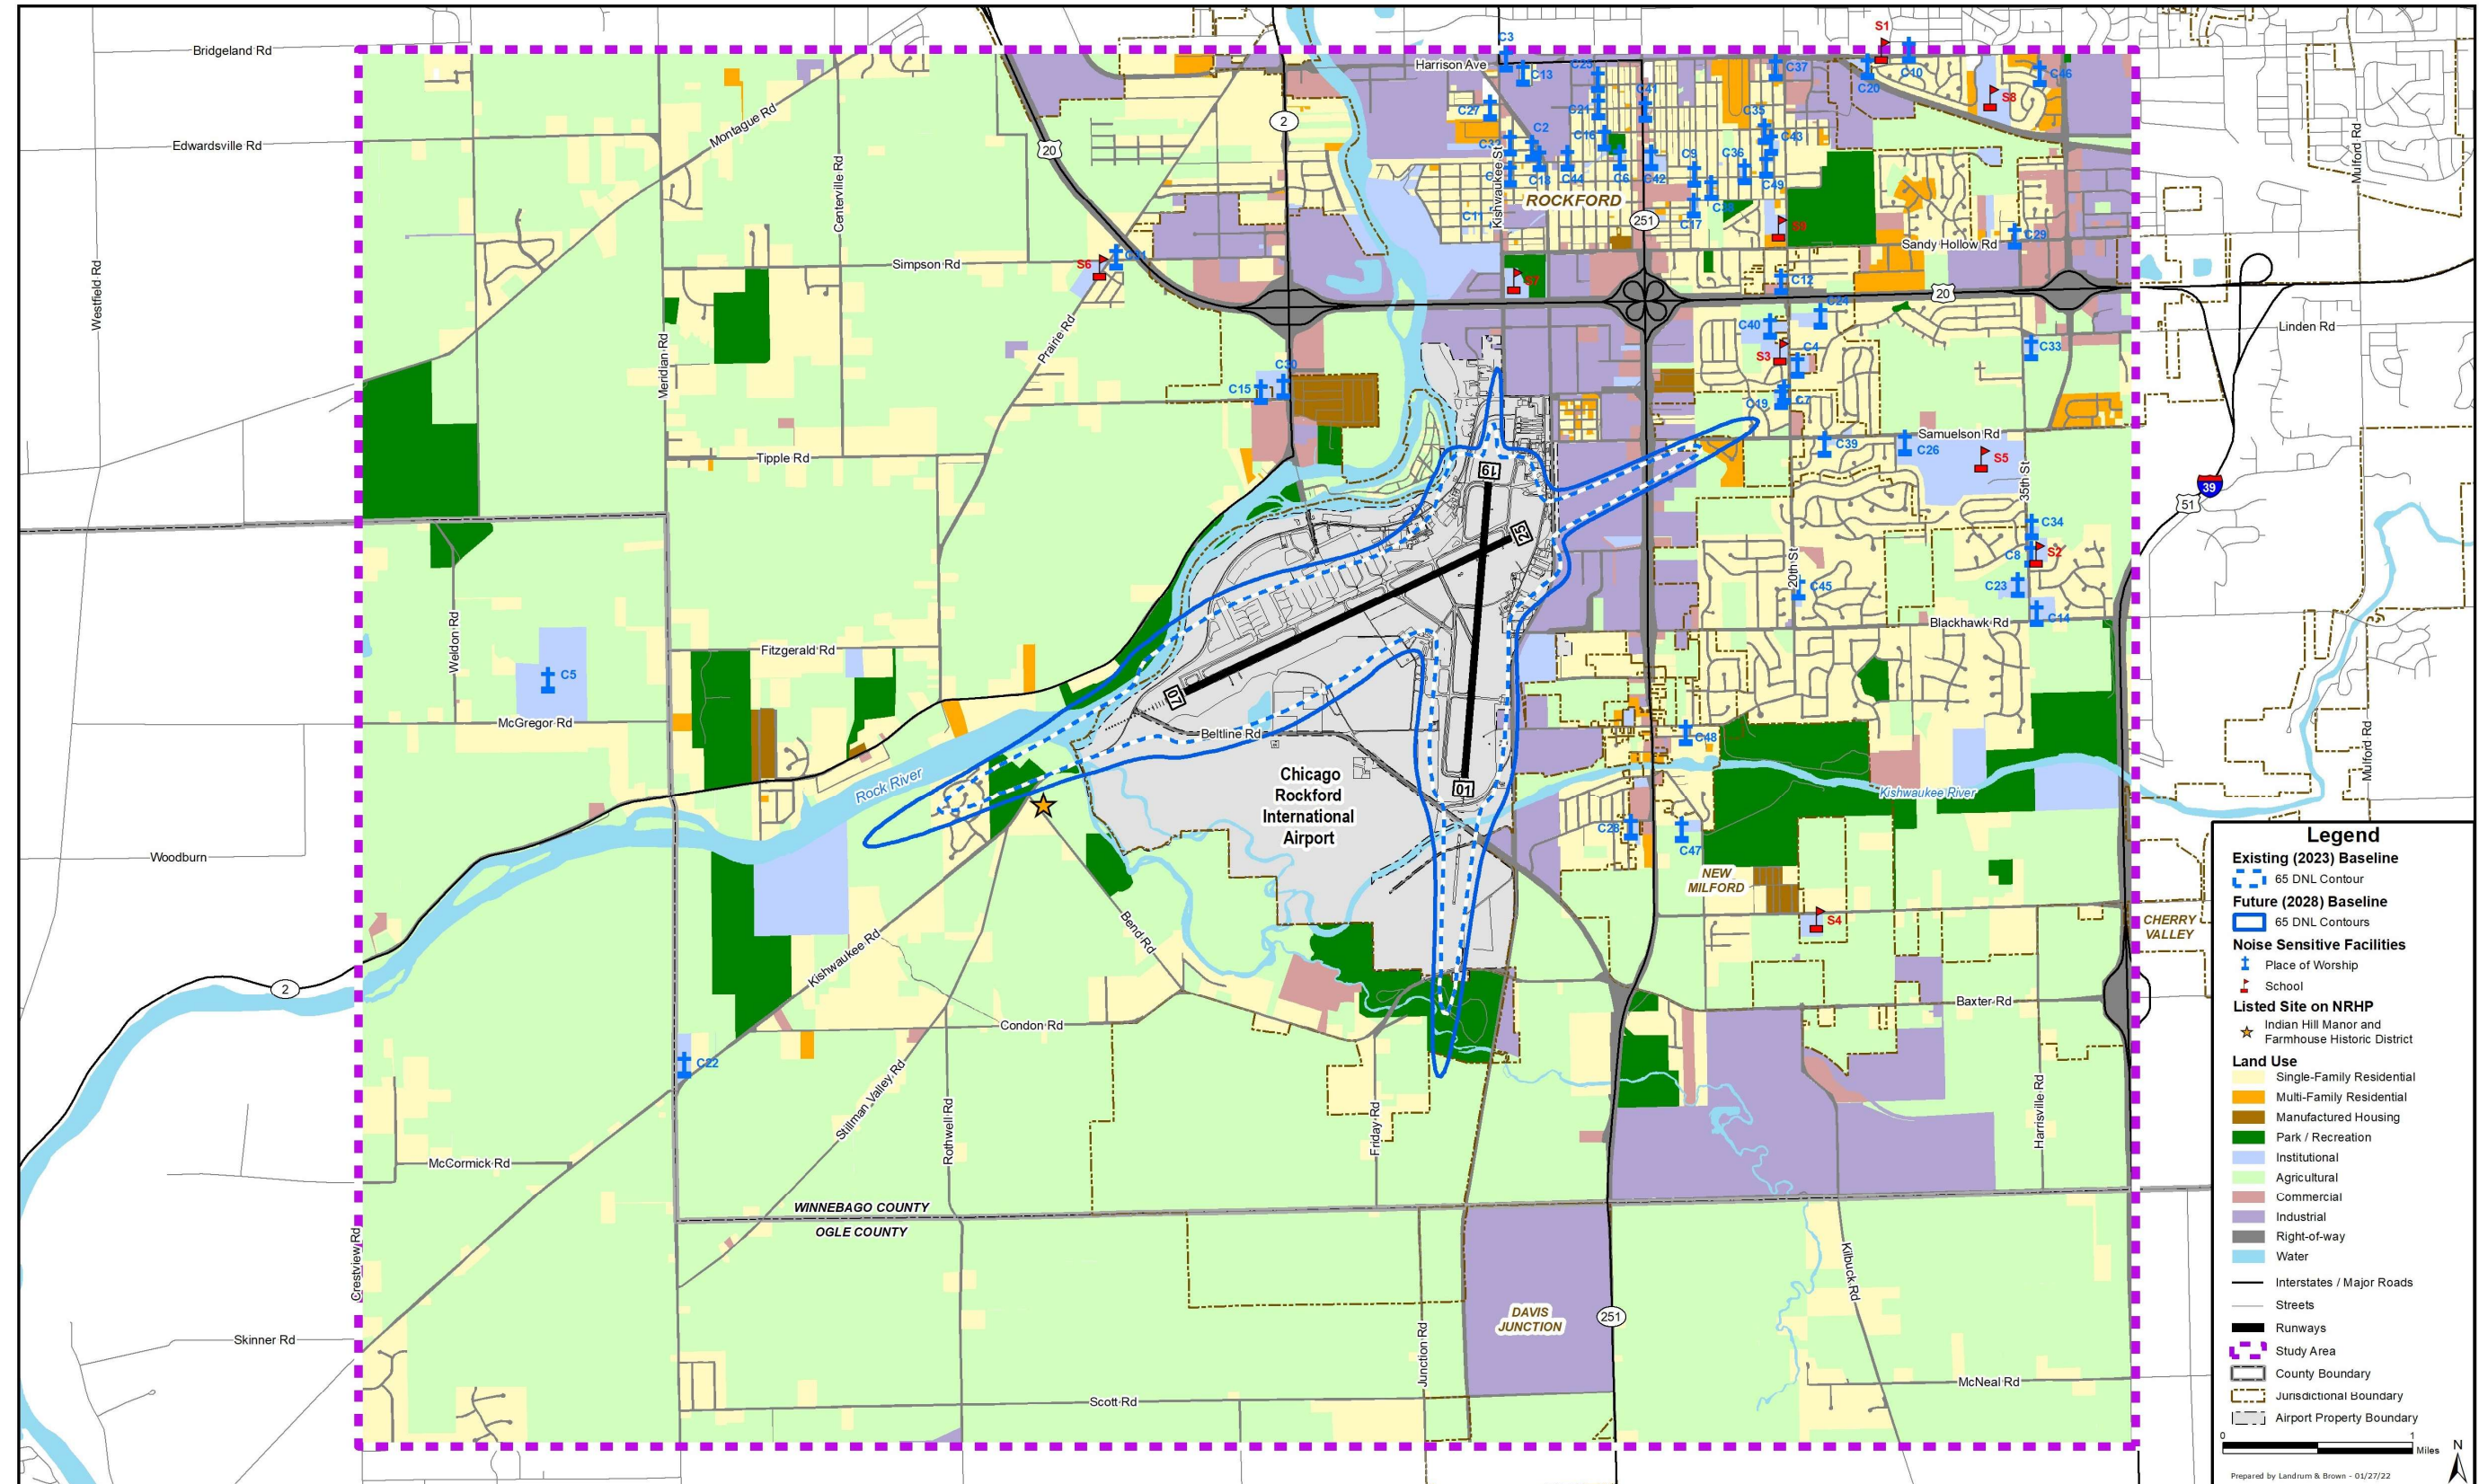 Bridgeland Rd
Edwardsville Rd
Westfield Rd
Montague Rd
Centerville Rd
Meridian Rd
Simpson Rd
Prairie Rd
Tipple Rd
20
2
Harrison Ave
Kishwaukee St
ROCKFORD
251
Sandy Hollow Rd
20
Linden Rd
Mulford Rd
39
51
Samuelson Rd
35th St
20th St
Blackhawk Rd
Mulford Rd
C3
C13
C25
C27
C21
C41
C2
C16
C18
C44
C6
C42
C9
C36
C35
C43
C49
C37
C38
C17
C11
S1
C20
C10
S8
C46
S9
C29
S7
C12
C24
C40
S3
C4
C19
C7
C33
C39
C26
S5
C34
C8
S2
C23
C14
C45
S6
C15
C30
C5
C48
C28
C47
S4
C22
19
25
07
01
Weldon Rd
Fitzgerald Rd
McGregor Rd
Rock River
Beltline Rd
Chicago
Rockford
International
Airport
Kishwaukee River
NEW
MILFORD
CHERRY
VALLEY
Woodburn
2
Kishwaukee Rd
Bend Rd
Condon Rd
Stillman Valley Rd
Rothwell Rd
Friday Rd
Baxter Rd
Harrisville Rd
McCormick Rd
WINNEBAGO COUNTY
OGLE COUNTY
Crestview Rd
Skinner Rd
Junction Rd
DAVIS
JUNCTION
251
Kilbuck Rd
Scott Rd
McNeal Rd
Legend
Existing (2023) Baseline
65 DNL Contour
Future (2028) Baseline
65 DNL Contours
Noise Sensitive Facilities
Place of Worship
School
Listed Site on NRHP
Indian Hill Manor and
Farmhouse Historic District
Land Use
Single-Family Residential
Multi-Family Residential
Manufactured Housing
Park / Recreation
Institutional
Agricultural
Commercial
Industrial
Right-of-way
Water
Interstates / Major Roads
Streets
Runways
Study Area
County Boundary
Jurisdictional Boundary
Airport Property Boundary
0 1
Miles
N
Prepared by Landrum & Brown - 01/27/22